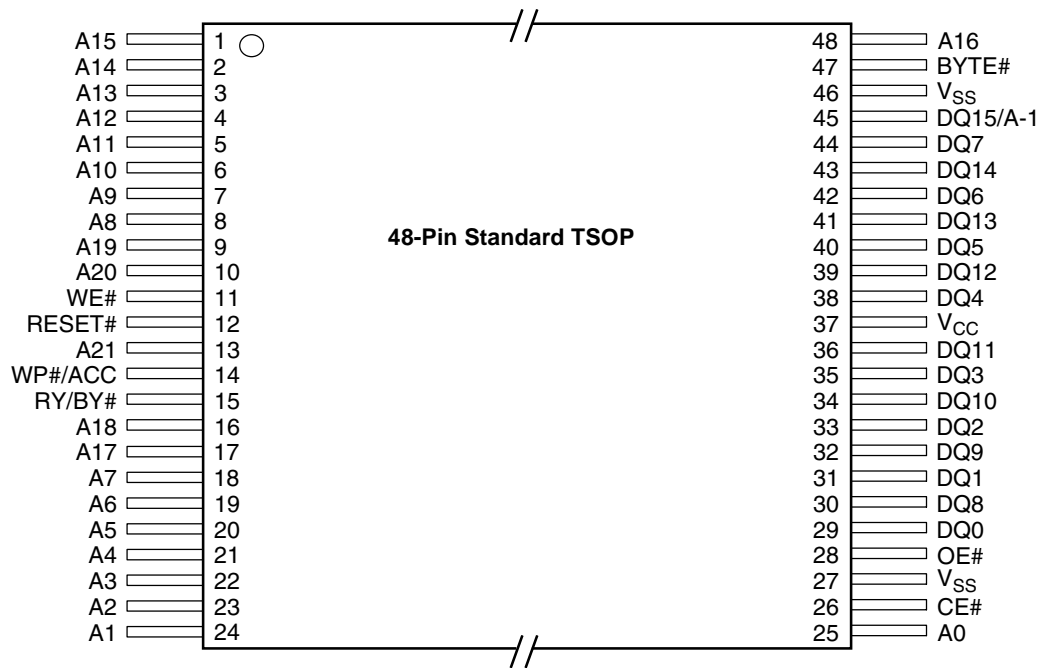 A15 1 48 A16
A14 2 47 BYTE#
A13 3 46 VSS
A12 4 45 DQ15/A-1
A11 5 44 DQ7
A10 6 43 DQ14
A9 7 42 DQ6
A8 8 41 DQ13
48-Pin Standard TSOP
A19 9 40 DQ5
A20 10 39 DQ12
WE# 11 38 DQ4
RESET# 12 37 VCC
A21 13 36 DQ11
WP#/ACC 14 35 DQ3
RY/BY# 15 34 DQ10
A18 16 33 DQ2
A17 17 32 DQ9
A7 18 31 DQ1
A6 19 30 DQ8
A5 20 29 DQ0
A4 21 28 OE#
A3 22 27 VSS
A2 23 26 CE#
A1 24 25 A0